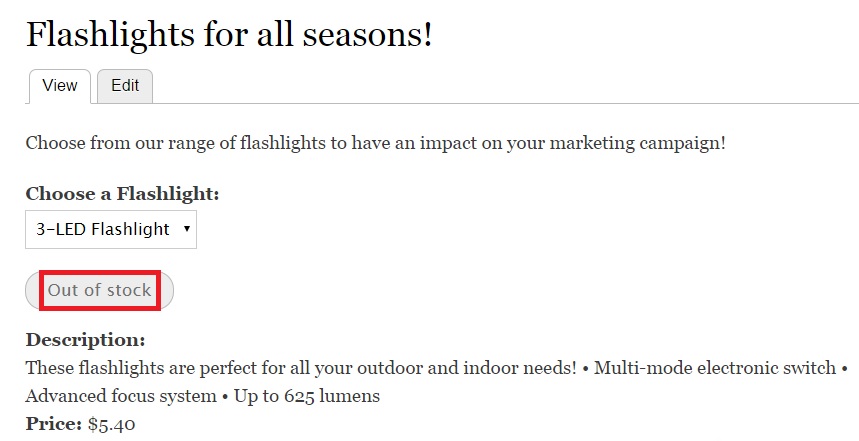 Flashlights for all seasons!
View Edit
Choose from our range of flashlights to have an impact on your marketing campaign!
Choose a Flashlight:
3-LED Flashlight
Out of stock
Description:
These flashlights are perfect for all your outdoor and indoor needs! • Multi-mode electronic switch •
Advanced focus system • Up to 625 lumens
Price: $5.40